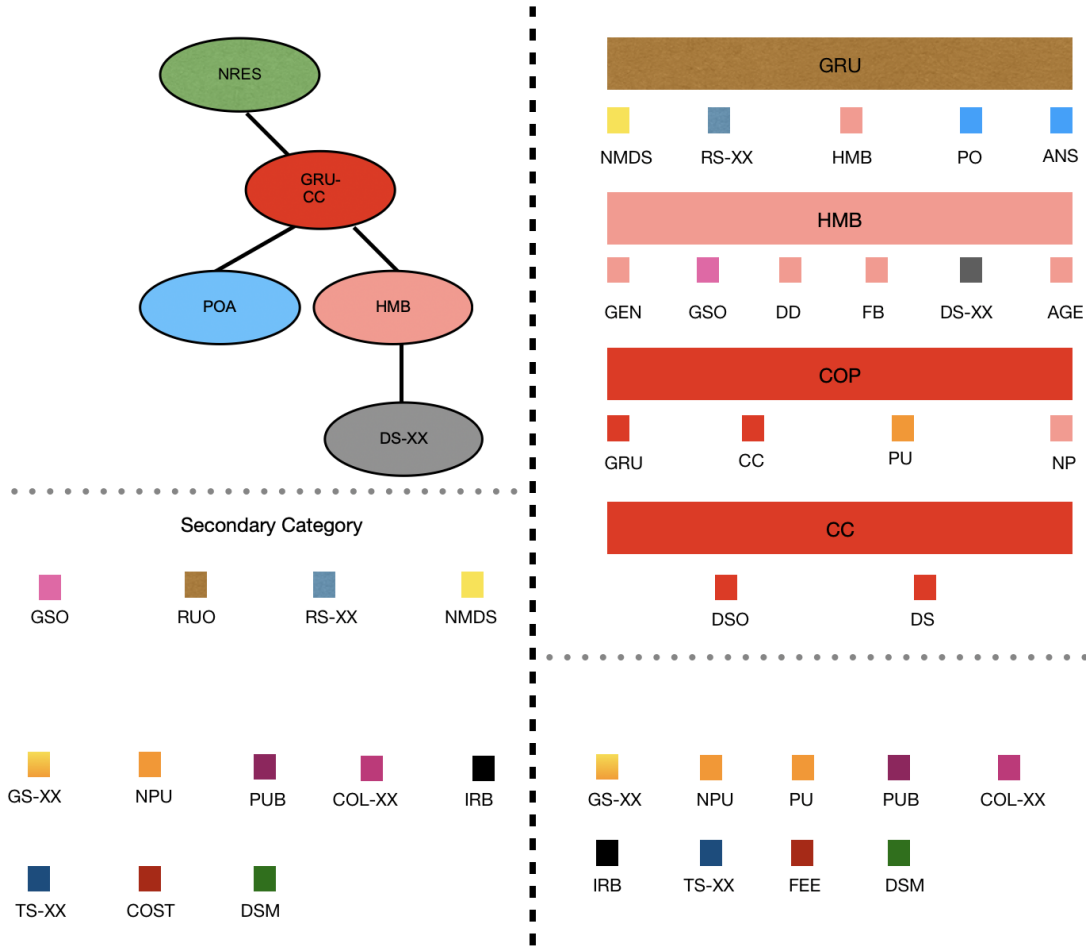 NRES
GRU-
CC
POA
HMB
DS-XX
Secondary Category
GSO RUO RS-XX NMDS
GS-XX NPU PUB COL-XX IRB
TS-XX COST DSM
GRU
NMDS RS-XX HMB PO ANS
HMB
GEN GSO DD FB DS-XX AGE
COP
GRU CC PU NP
CC
DSO DS
GS-XX NPU PU PUB COL-XX
IRB TS-XX FEE DSM